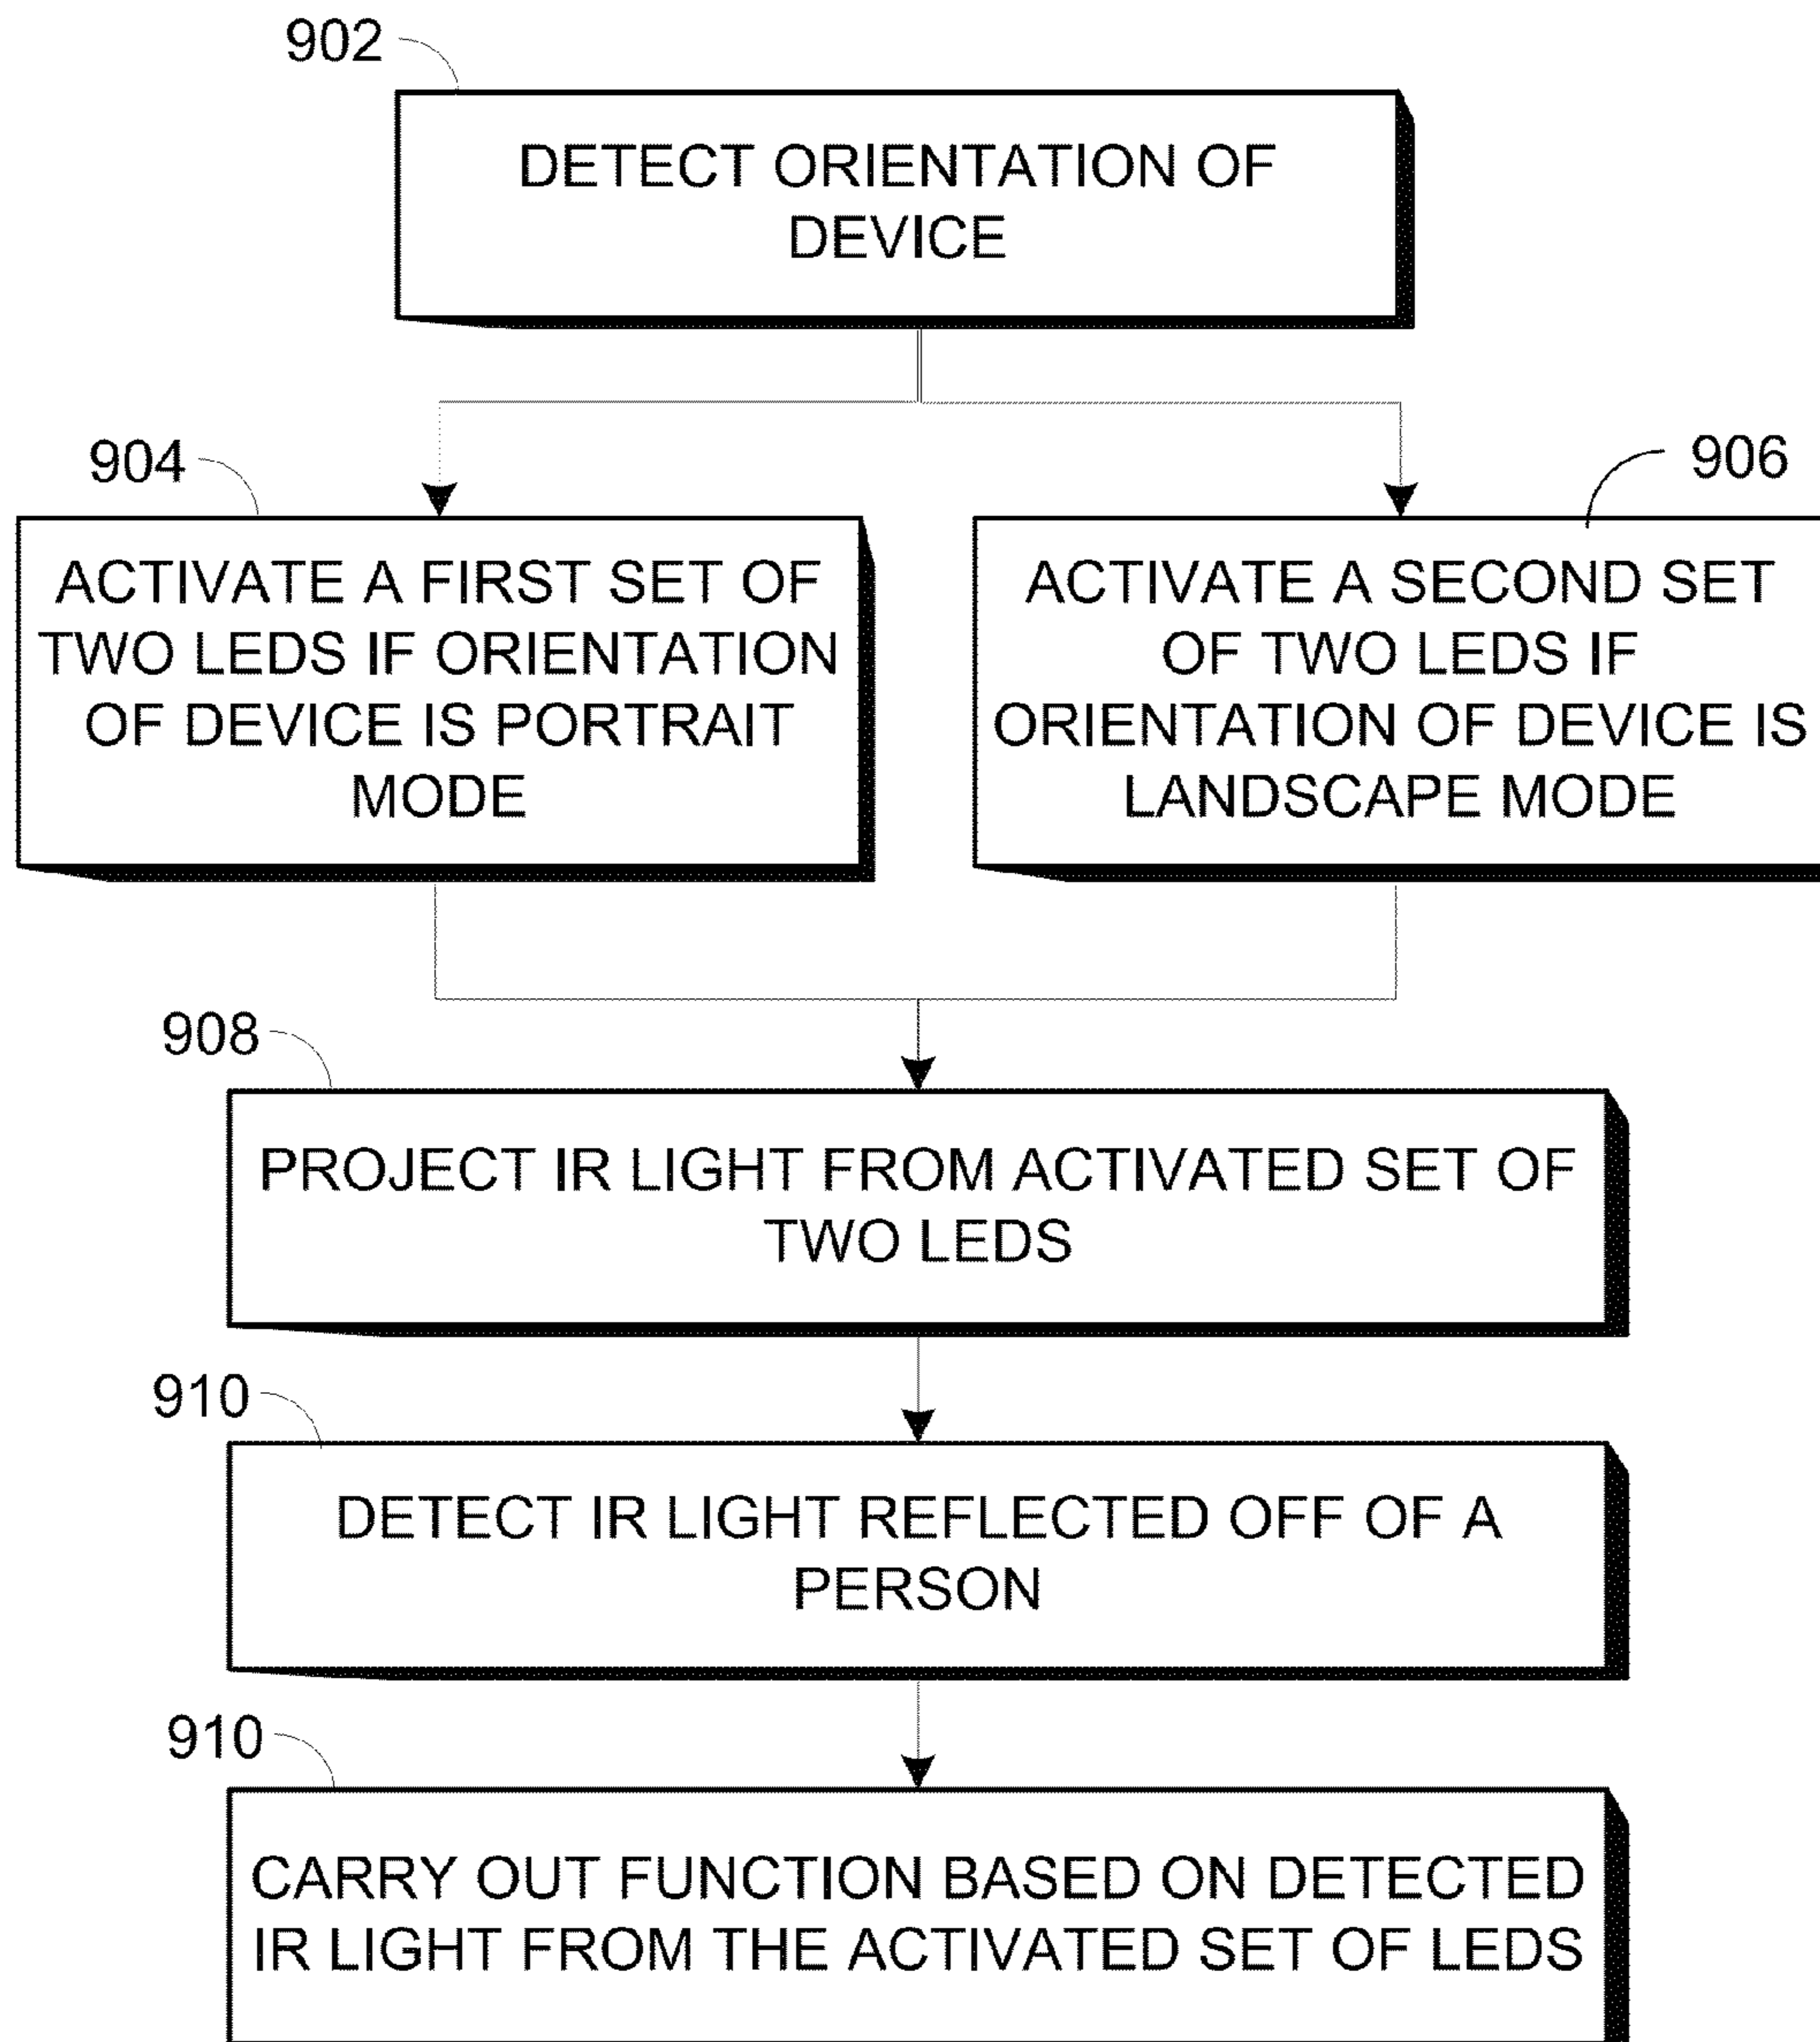 902
DETECT ORIENTATION OF
DEVICE
904
ACTIVATE A FIRST SET OF
TWO LEDS IF ORIENTATION
OF DEVICE IS PORTRAIT
MODE
906
ACTIVATE A SECOND SET
OF TWO LEDS IF
ORIENTATION OF DEVICE IS
LANDSCAPE MODE
908
PROJECT IR LIGHT FROM ACTIVATED SET OF
TWO LEDS
910
DETECT IR LIGHT REFLECTED OFF OF A
PERSON
910
CARRY OUT FUNCTION BASED ON DETECTED
IR LIGHT FROM THE ACTIVATED SET OF LEDS